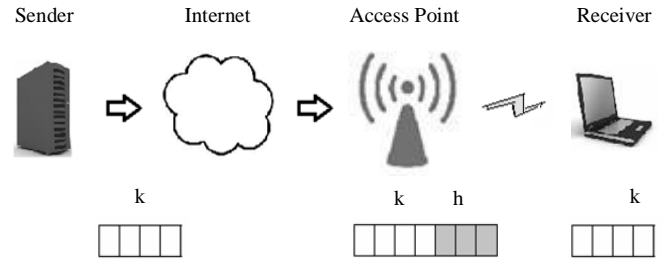 Sender Internet Access Point Receiver
k k h k